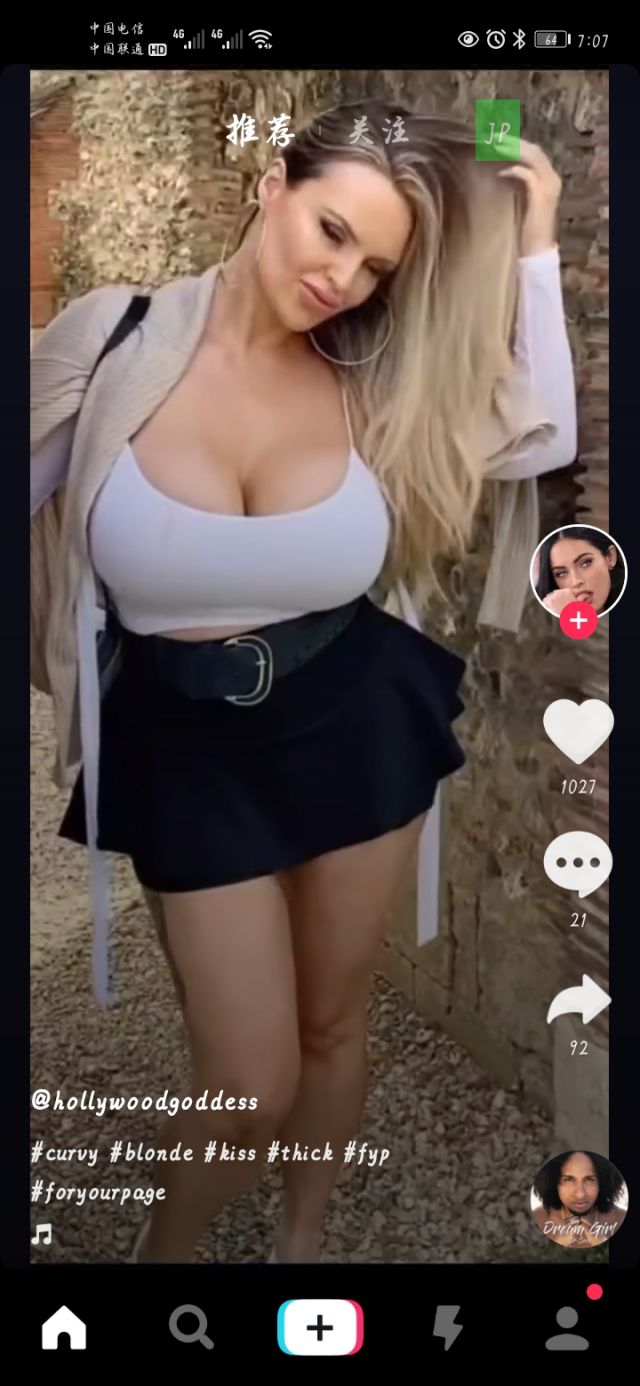 中国电信
中国联通 HD
4G 4G
64 7:07
推荐 关注 JP
1027
21
92
@hollywoodgoddess
#curvy #blonde #kiss #thick #fyp
#foryourpage
Dream Girl